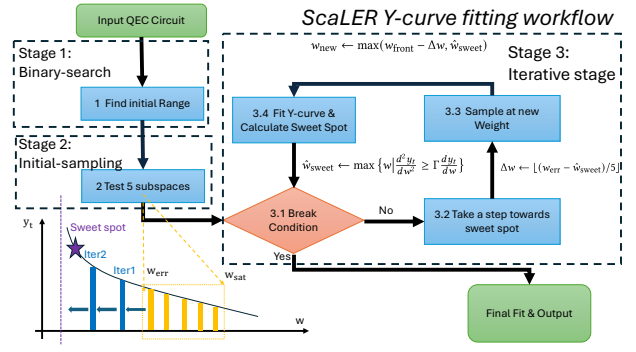 ScaLER Y-curve fitting workflow
Input QEC Circuit
Stage 1:
Binary-search
1 Find initial Range
Stage 2:
Initial-sampling
2 Test 5 subspaces
w_new ← max(w_front − Δw, ŵ_sweet)
Stage 3:
Iterative stage
3.4 Fit Y-curve &
Calculate Sweet Spot
3.3 Sample at new
Weight
ŵ_sweet ← max {w | d²y_t/dw² ≥ Γ dy_t/dw}
Δw ← ⌊(w_err − ŵ_sweet)/5⌋
3.1 Break
Condition
No
3.2 Take a step towards
sweet spot
Yes
Final Fit & Output
y_t
Sweet spot
Iter2
Iter1
w_err
w_sat
w